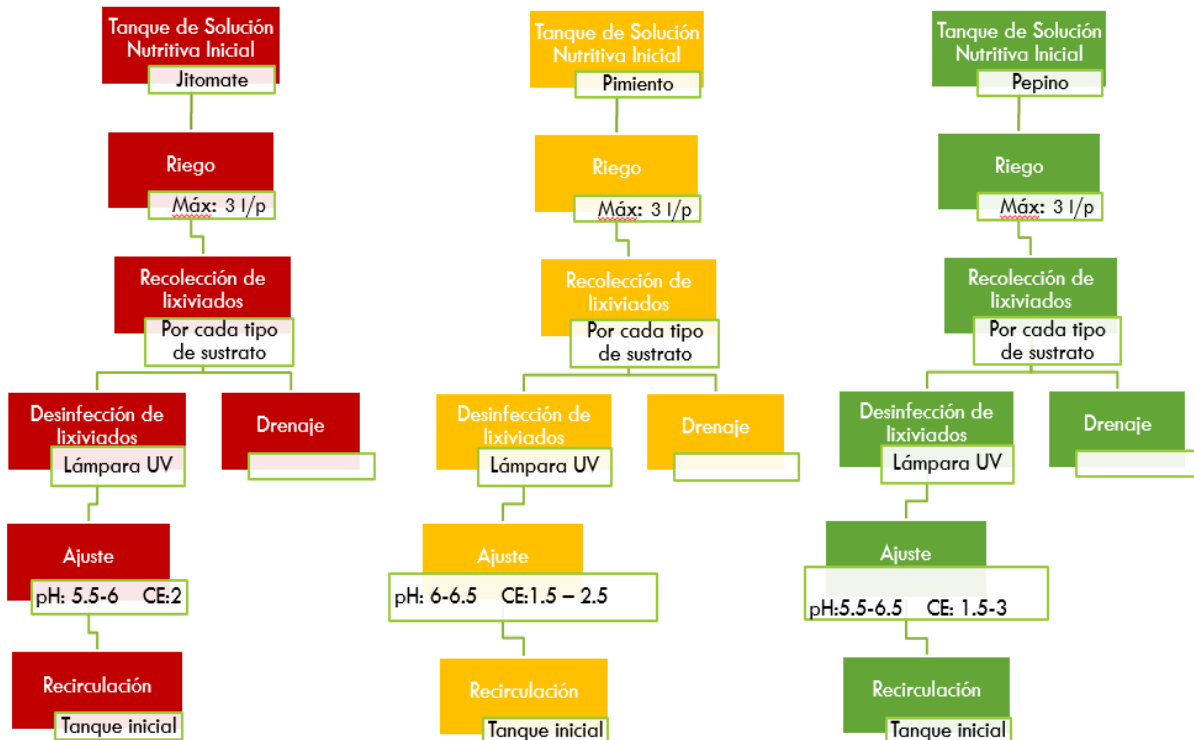 Tanque de Solución
Nutritiva Inicial
Jitomate
Riego
Máx: 3 l/p
Recolección de
lixiviados
Por cada tipo
de sustrato
Desinfección de
lixiviados
Lámpara UV
Drenaje
Ajuste
pH: 5.5-6 CE:2
Recirculación
Tanque inicial
Tanque de Solución
Nutritiva Inicial
Pimiento
Riego
Máx: 3 l/p
Recolección de
lixiviados
Por cada tipo
de sustrato
Desinfección de
lixiviados
Lámpara UV
Drenaje
Ajuste
pH: 6-6.5 CE:1.5 – 2.5
Recirculación
Tanque inicial
Tanque de Solución
Nutritiva Inicial
Pepino
Riego
Máx: 3 l/p
Recolección de
lixiviados
Por cada tipo
de sustrato
Desinfección de
lixiviados
Lámpara UV
Drenaje
Ajuste
pH:5.5-6.5 CE: 1.5-3
Recirculación
Tanque inicial